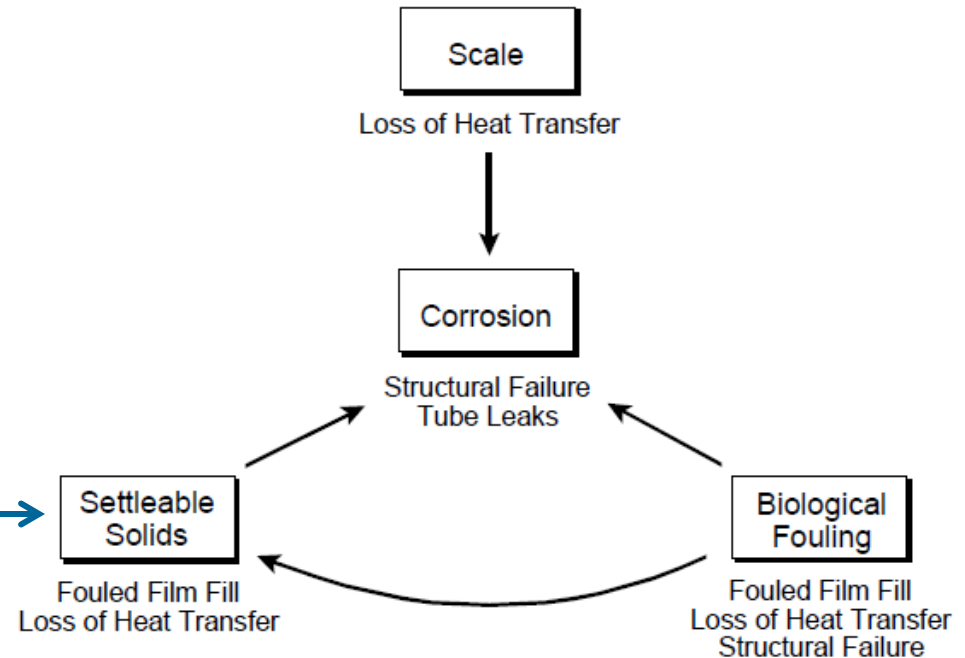 Scale
Loss of Heat Transfer
Corrosion
Structural Failure
Tube Leaks
Settleable
Solids
Fouled Film Fill
Loss of Heat Transfer
Biological
Fouling
Fouled Film Fill
Loss of Heat Transfer
Structural Failure